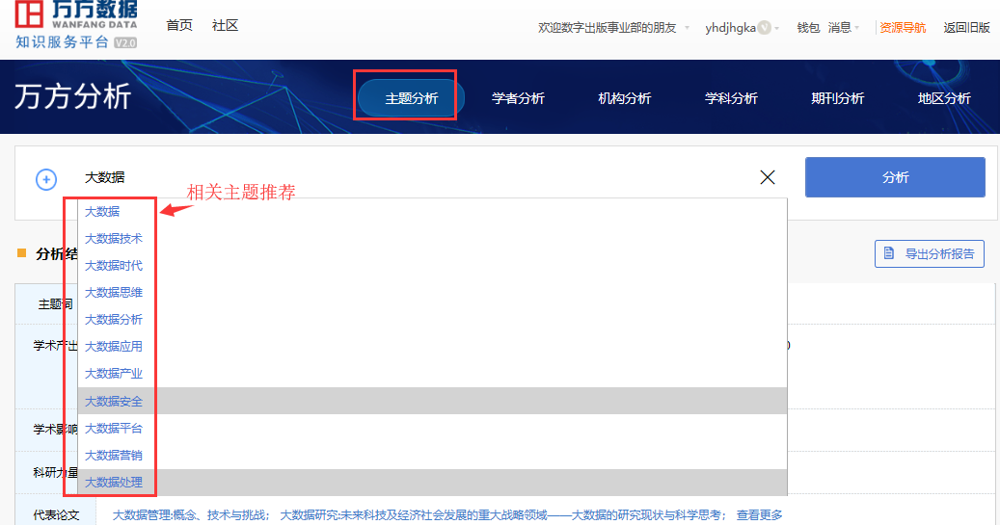 万方数据
WANFANG DATA
知识服务平台 V2.0
首页 社区
欢迎数字出版事业部的朋友 yhdjhgka V 钱包 消息 资源导航 返回旧版
万方分析
主题分析 学者分析 机构分析 学科分析 期刊分析 地区分析
大数据 分析
相关主题推荐
大数据
大数据技术
分析结
导出分析报告
大数据时代
大数据思维
主题词
大数据分析
学术产出
大数据应用
大数据产业
大数据安全
学术影响
大数据平台
大数据营销
科研力量
大数据处理
代表论文 大数据管理:概念、技术与挑战； 大数据研究:未来科技及经济社会发展的重大战略领域——大数据的研究现状与科学思考； 查看更多